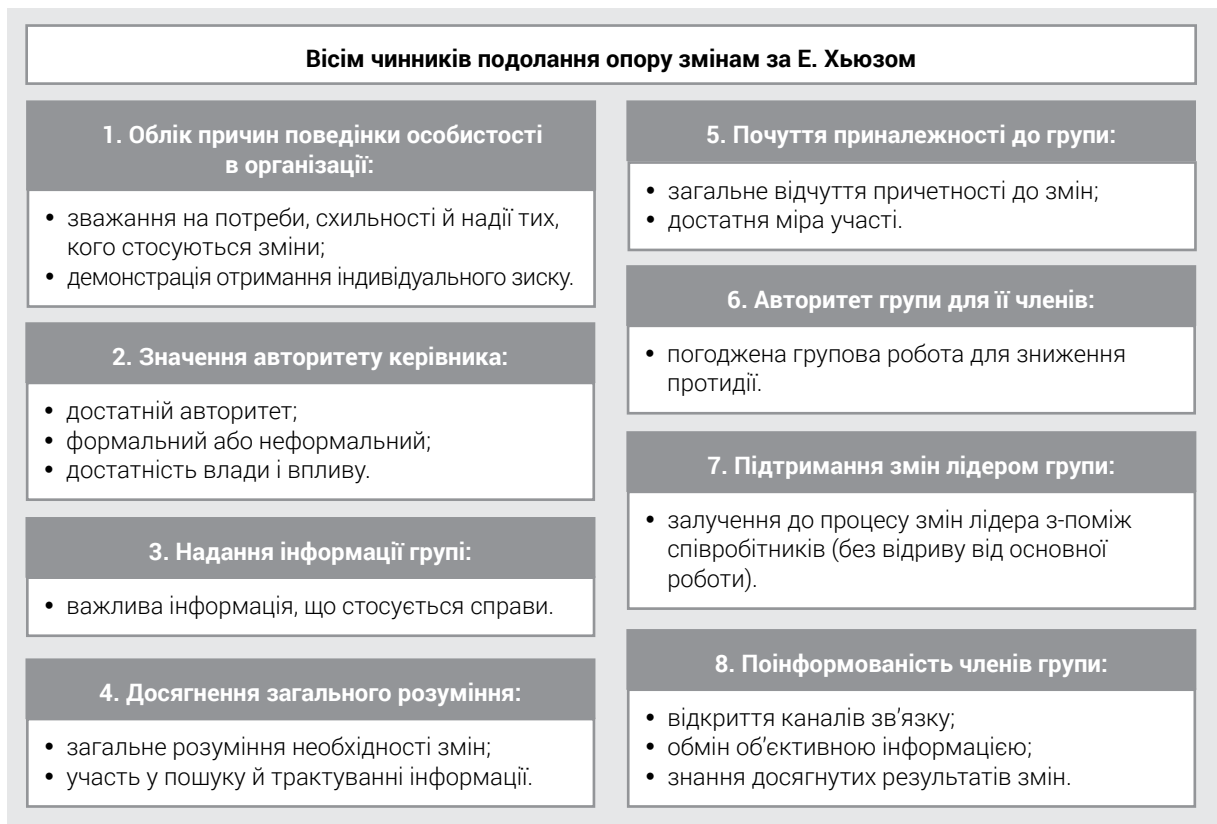 Вісім чинників подолання опору змінам за Е. Хьюзом
1. Облік причин поведінки особистості
в організації:
• зважання на потреби, схильності й надії тих,
кого стосуються зміни;
• демонстрація отримання індивідуального зиску.
2. Значення авторитету керівника:
• достатній авторитет;
• формальний або неформальний;
• достатність влади і впливу.
3. Надання інформації групі:
• важлива інформація, що стосується справи.
4. Досягнення загального розуміння:
• загальне розуміння необхідності змін;
• участь у пошуку й трактуванні інформації.
5. Почуття приналежності до групи:
• загальне відчуття причетності до змін;
• достатня міра участі.
6. Авторитет групи для її членів:
• погоджена групова робота для зниження
протидії.
7. Підтримання змін лідером групи:
• залучення до процесу змін лідера з-поміж
співробітників (без відриву від основної
роботи).
8. Поінформованість членів групи:
• відкриття каналів зв’язку;
• обмін об’єктивною інформацією;
• знання досягнутих результатів змін.